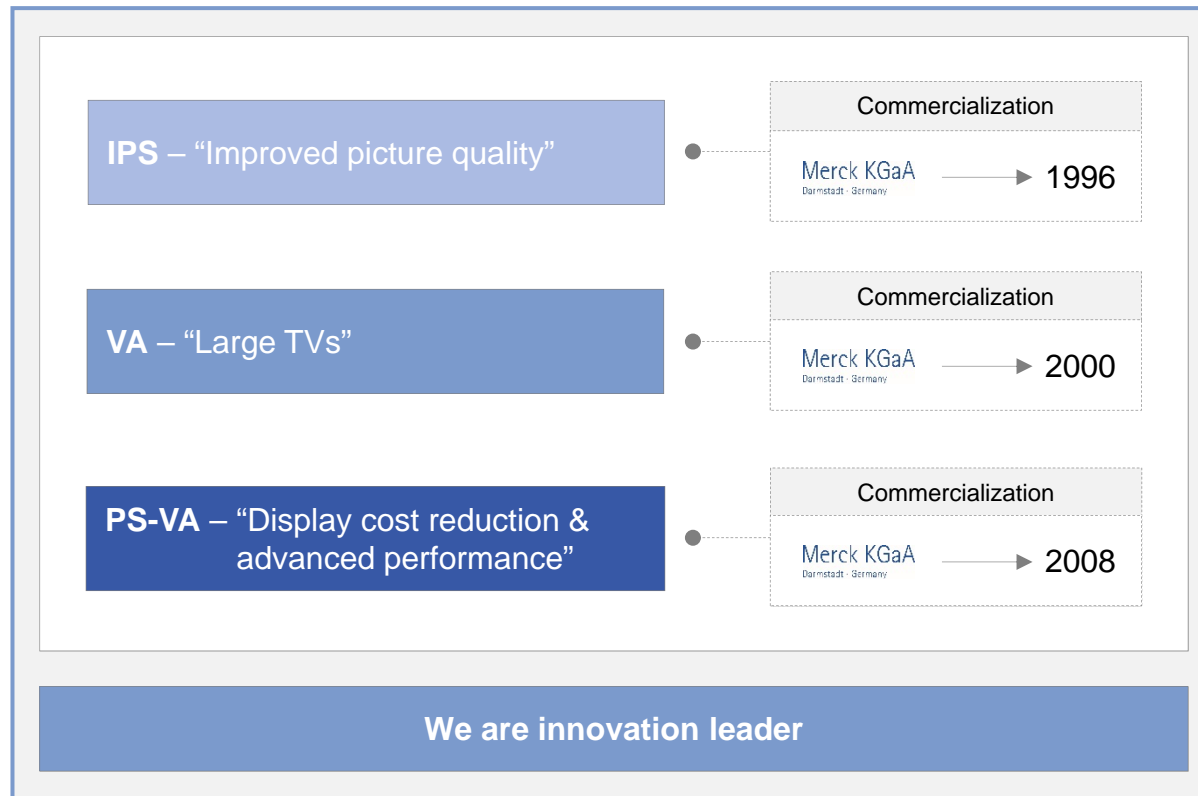 IPS – “Improved picture quality”
Commercialization
Merck KGaA
Darmstadt · Germany
1996
VA – “Large TVs”
Commercialization
Merck KGaA
Darmstadt · Germany
2000
PS-VA – “Display cost reduction &
advanced performance”
Commercialization
Merck KGaA
Darmstadt · Germany
2008
We are innovation leader